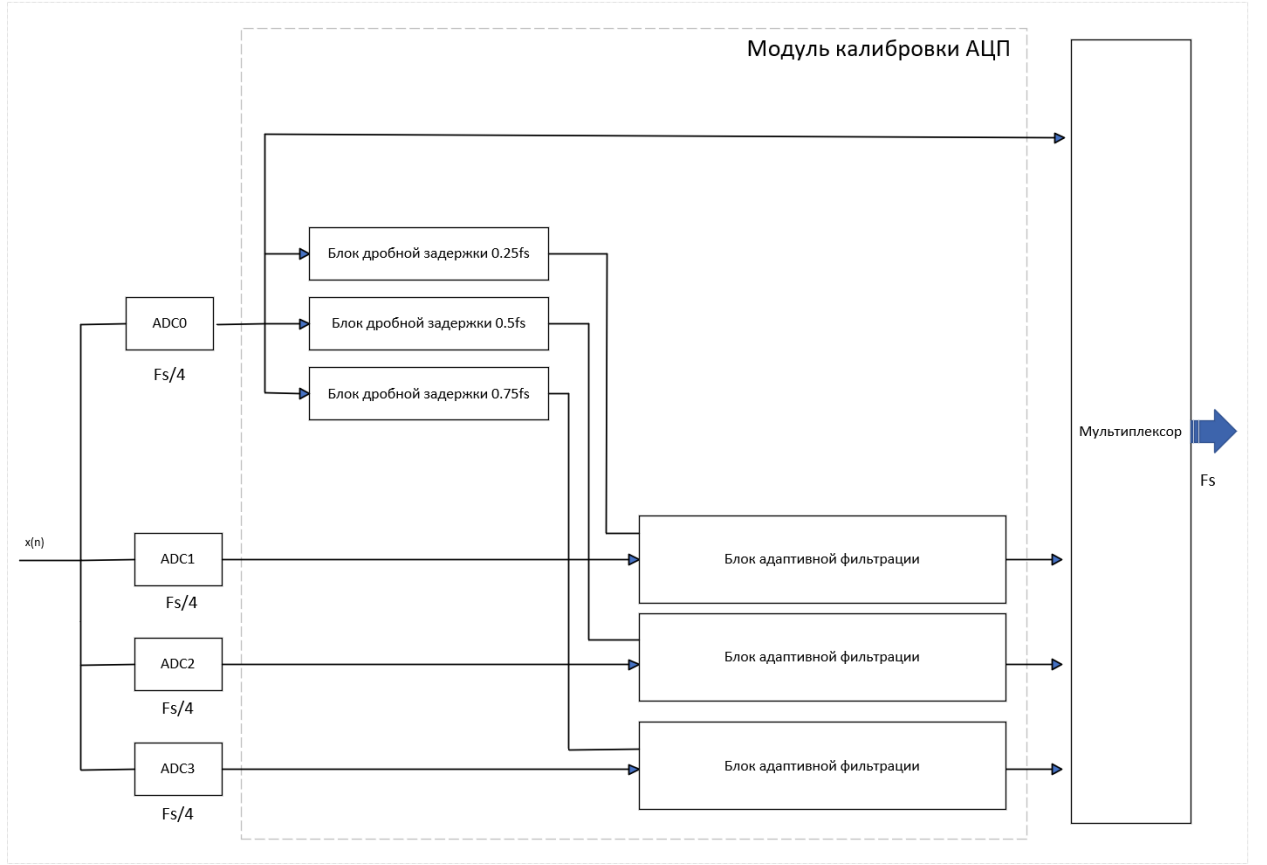 Модуль калибровки АЦП
Блок дробной задержки 0.25fs
Блок дробной задержки 0.5fs
Блок дробной задержки 0.75fs
ADC0
Fs/4
Мультиплексор
Fs
x(n)
ADC1
Fs/4
Блок адаптивной фильтрации
ADC2
Fs/4
Блок адаптивной фильтрации
ADC3
Fs/4
Блок адаптивной фильтрации